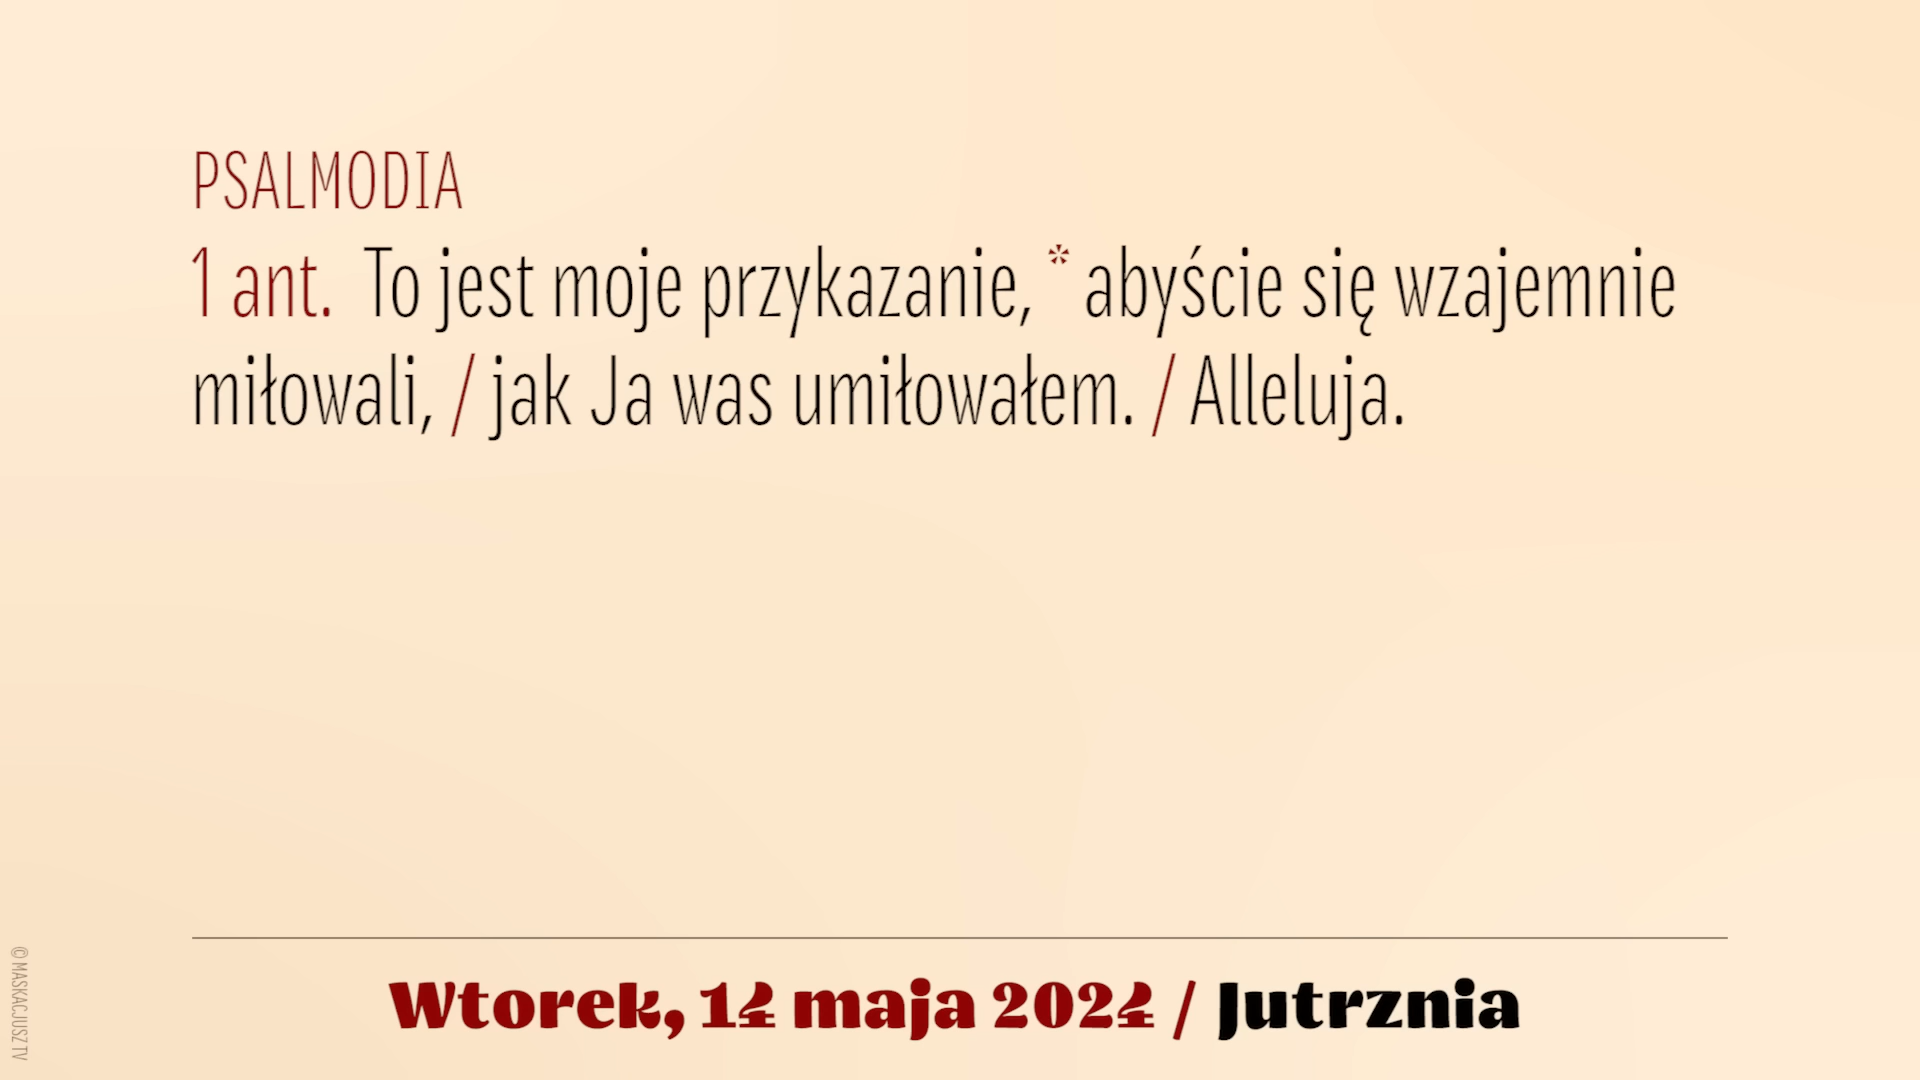 PSALMODIA
1 ant. To jest moje przykazanie, * abyście się wzajemnie
miłowali, / jak Ja was umiłowałem. / Alleluja.
Wtorek, 14 maja 2024 / Jutrznia
© MASKACJUSZ TV